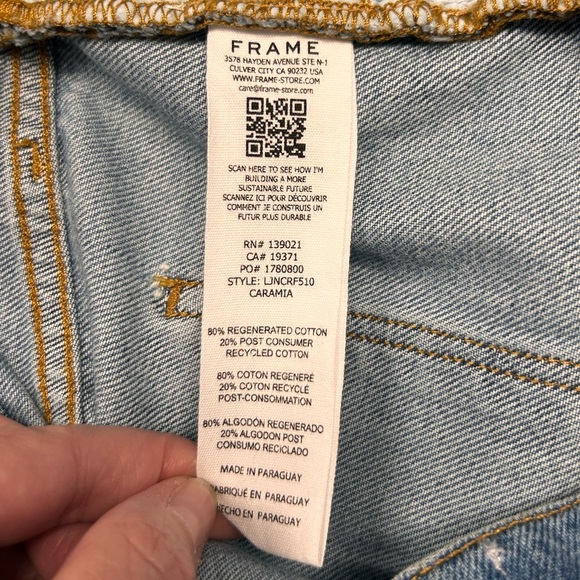 FRAME
3578 HAYDEN AVENUE STE N-1
CULVER CITY CA 90232 USA
WWW.FRAME-STORE.COM
care@frame-store.com
SCAN HERE TO SEE HOW I'M
BUILDING A MORE
SUSTAINABLE FUTURE
SCANNEZ ICI POUR DÉCOUVRIR
COMMENT JE CONSTRUIS UN
FUTUR PLUS DURABLE
RN# 139021
CA# 19371
PO# 1780800
STYLE: LJNCRF510
CARAMIA
80% REGENERATED COTTON
20% POST CONSUMER
RECYCLED COTTON
80% COTON REGENERÉ
20% COTON RECYCLE
POST-CONSOMMATION
80% ALGODÓN REGENERADO
20% ALGODON POST
CONSUMO RECICLADO
MADE IN PARAGUAY
FABRIQUÉ EN PARAGUAY
HECHO EN PARAGUAY